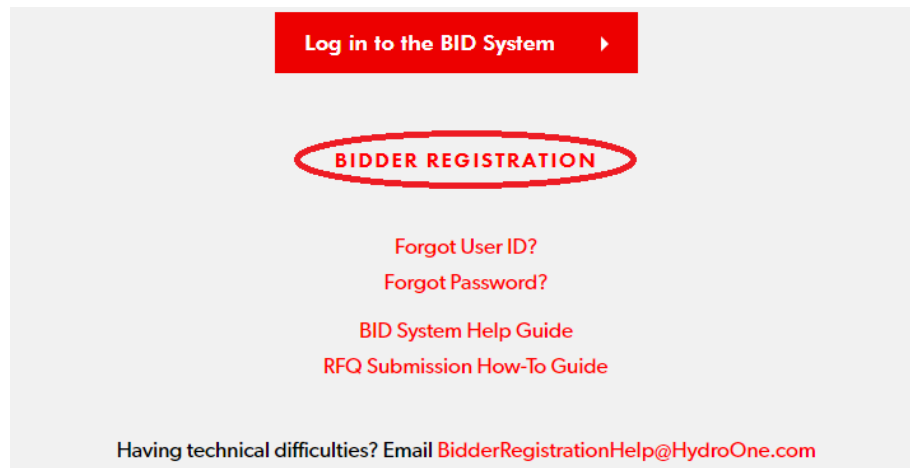 Log in to the BID System
BIDDER REGISTRATION
Forgot User ID?
Forgot Password?
BID System Help Guide
RFQ Submission How-To Guide
Having technical difficulties? Email BidderRegistrationHelp@HydroOne.com